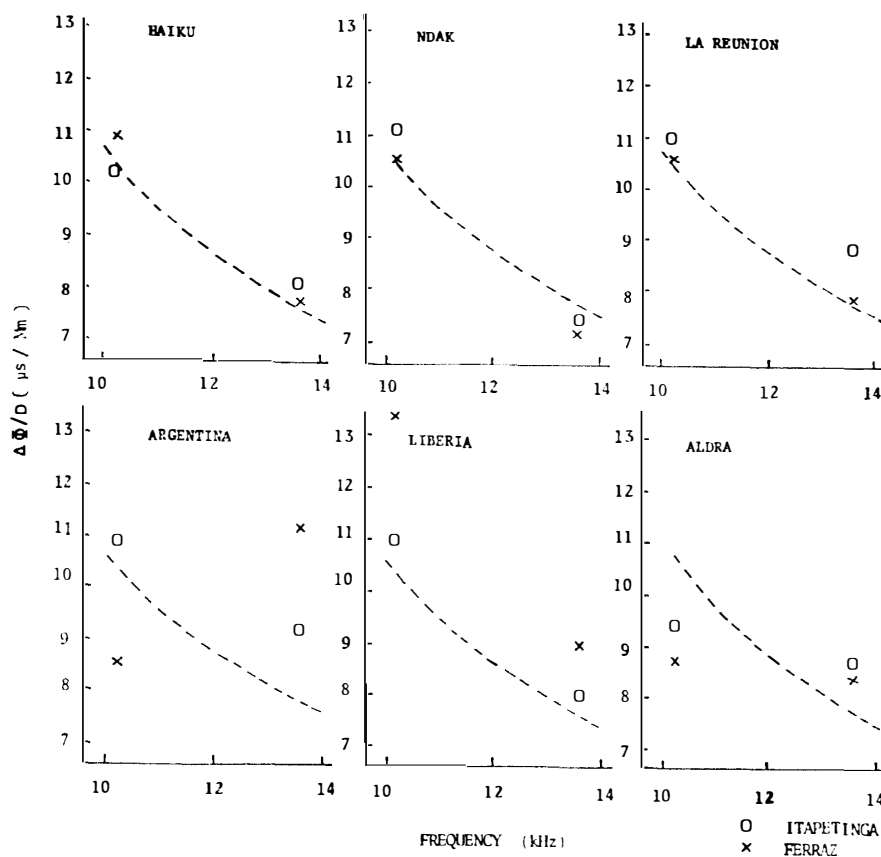 HAIKU
NDAK
LA REUNION
13
12
11
10
9
8
7
13
12
11
10
9
8
7
13
12
11
10
9
8
7
10 12 14
10 12 14
10 12 14
ΔΦ/D ( μs / Mm )
ARGENTINA
LIBERIA
ALDRA
13
12
11
10
9
8
7
13
12
11
10
9
8
7
13
12
11
10
9
8
7
10 12 14
10 12 14
10 12 14
FREQUENCY (kHz)
O ITAPETINGA
× FERRAZ